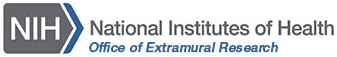 NIH National Institutes of Health
Office of Extramural Research